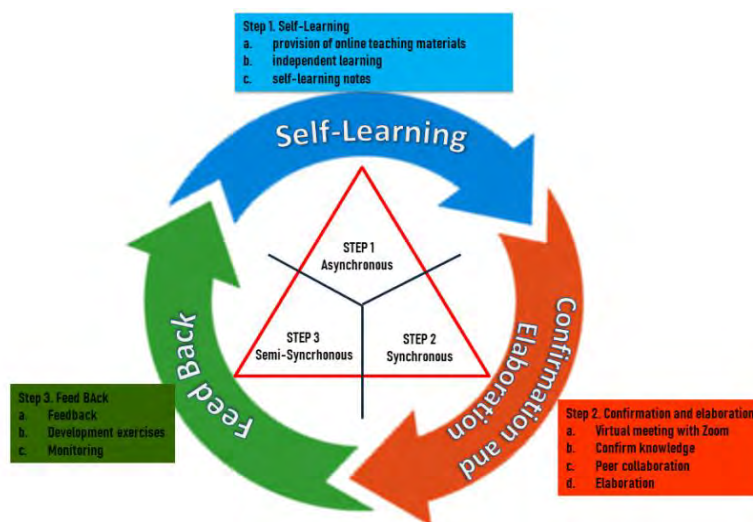 Step 1. Self-Learning
a. provision of online teaching materials
b. independent learning
c. self-learning notes
Self-Learning
STEP 1
Asynchronous
STEP 3
Semi-Syncrhonous
STEP 2
Synchronous
Confirmation and
Elaboration
Feed Back
Step 3. Feed BAck
a. Feedback
b. Development exercises
c. Monitoring
Step 2. Confirmation and elaboration
a. Virtual meeting with Zoom
b. Confirm knowledge
c. Peer collaboration
d. Elaboration